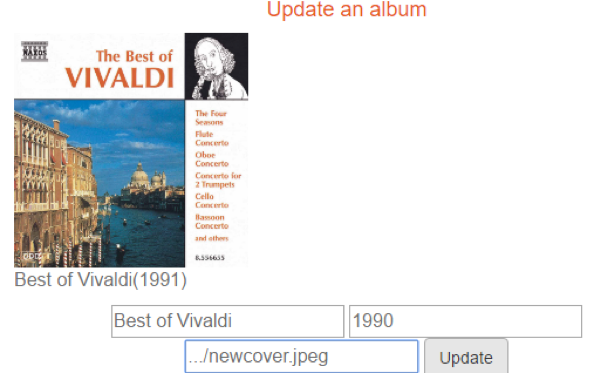 Update an album
NAXOS
The Best of
VIVALDI
The Four
Seasons
Flute
Concerto
Oboe
Concerto
Concerto for
2 Trumpets
Cello
Concerto
Bassoon
Concerto
and others
8.556655
Best of Vivaldi(1991)
Best of Vivaldi 1990
.../newcover.jpeg Update